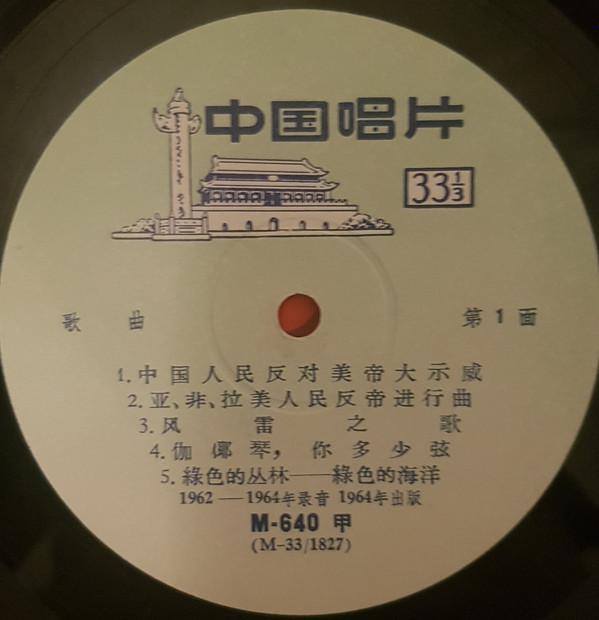 中国唱片
33⅓
歌曲 第1面
1. 中国人民反对美帝大示威
2. 亚、非、拉美人民反帝进行曲
3. 风雷之歌
4. 伽倻琴，你多少弦
5. 綠色的丛林——綠色的海洋
1962—1964年录音 1964年出版
M-640 甲
(M-33/1827)